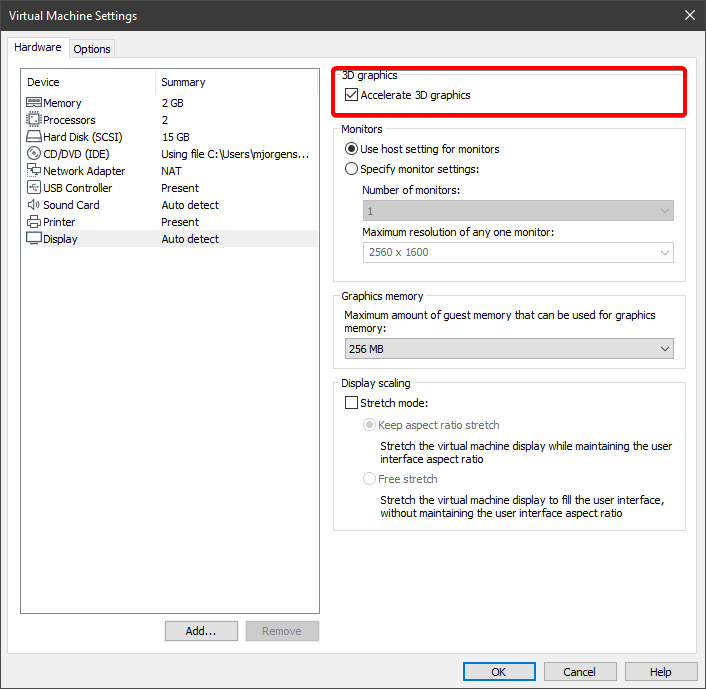 Virtual Machine Settings
Hardware
Options
Device Summary
Memory 2 GB
Processors 2
Hard Disk (SCSI) 15 GB
CD/DVD (IDE) Using file C:\Users\mjorgens...
Network Adapter NAT
USB Controller Present
Sound Card Auto detect
Printer Present
Display Auto detect
Add...
Remove
3D graphics
Accelerate 3D graphics
Monitors
Use host setting for monitors
Specify monitor settings:
Number of monitors:
1
Maximum resolution of any one monitor:
2560 x 1600
Graphics memory
Maximum amount of guest memory that can be used for graphics
memory:
256 MB
Display scaling
Stretch mode:
Keep aspect ratio stretch
Stretch the virtual machine display while maintaining the user
interface aspect ratio
Free stretch
Stretch the virtual machine display to fill the user interface,
without maintaining the user interface aspect ratio
OK
Cancel
Help